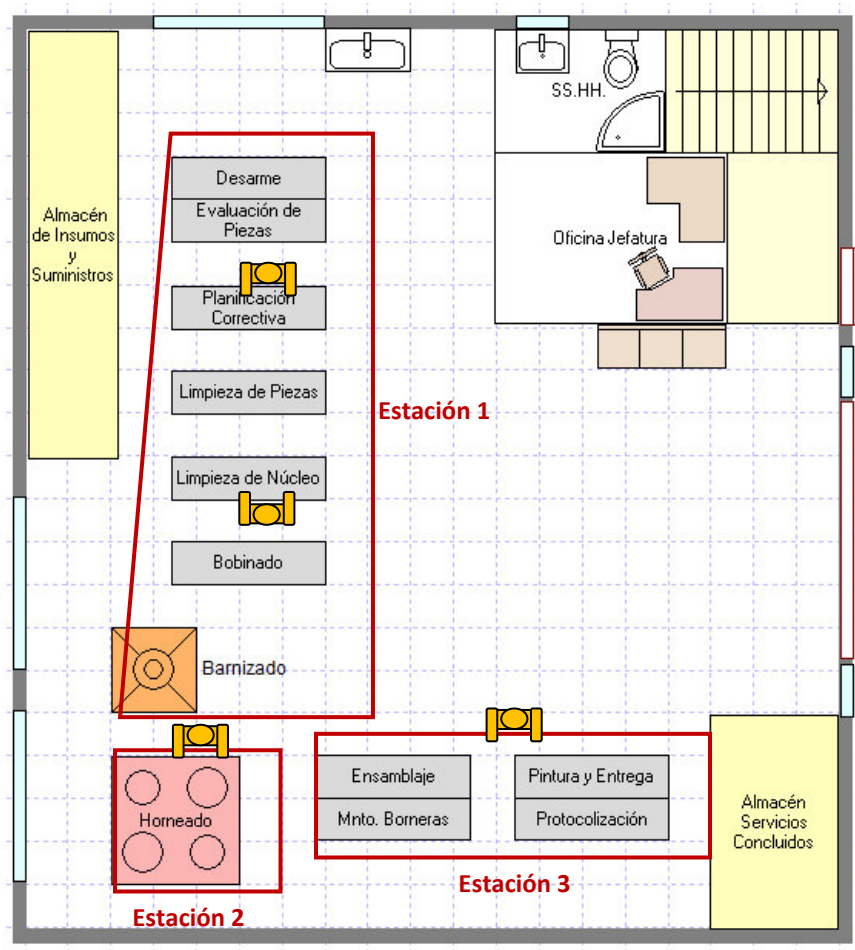 SS.HH.
Almacén
de Insumos
y
Suministros
Desarme
Evaluación de
Piezas
Oficina Jefatura
Planificación
Correctiva
Limpieza de Piezas
Estación 1
Limpieza de Núcleo
Bobinado
Barnizado
Ensamblaje
Mnto. Borneras
Pintura y Entrega
Protocolización
Horneado
Almacén
Servicios
Concluidos
Estación 2
Estación 3